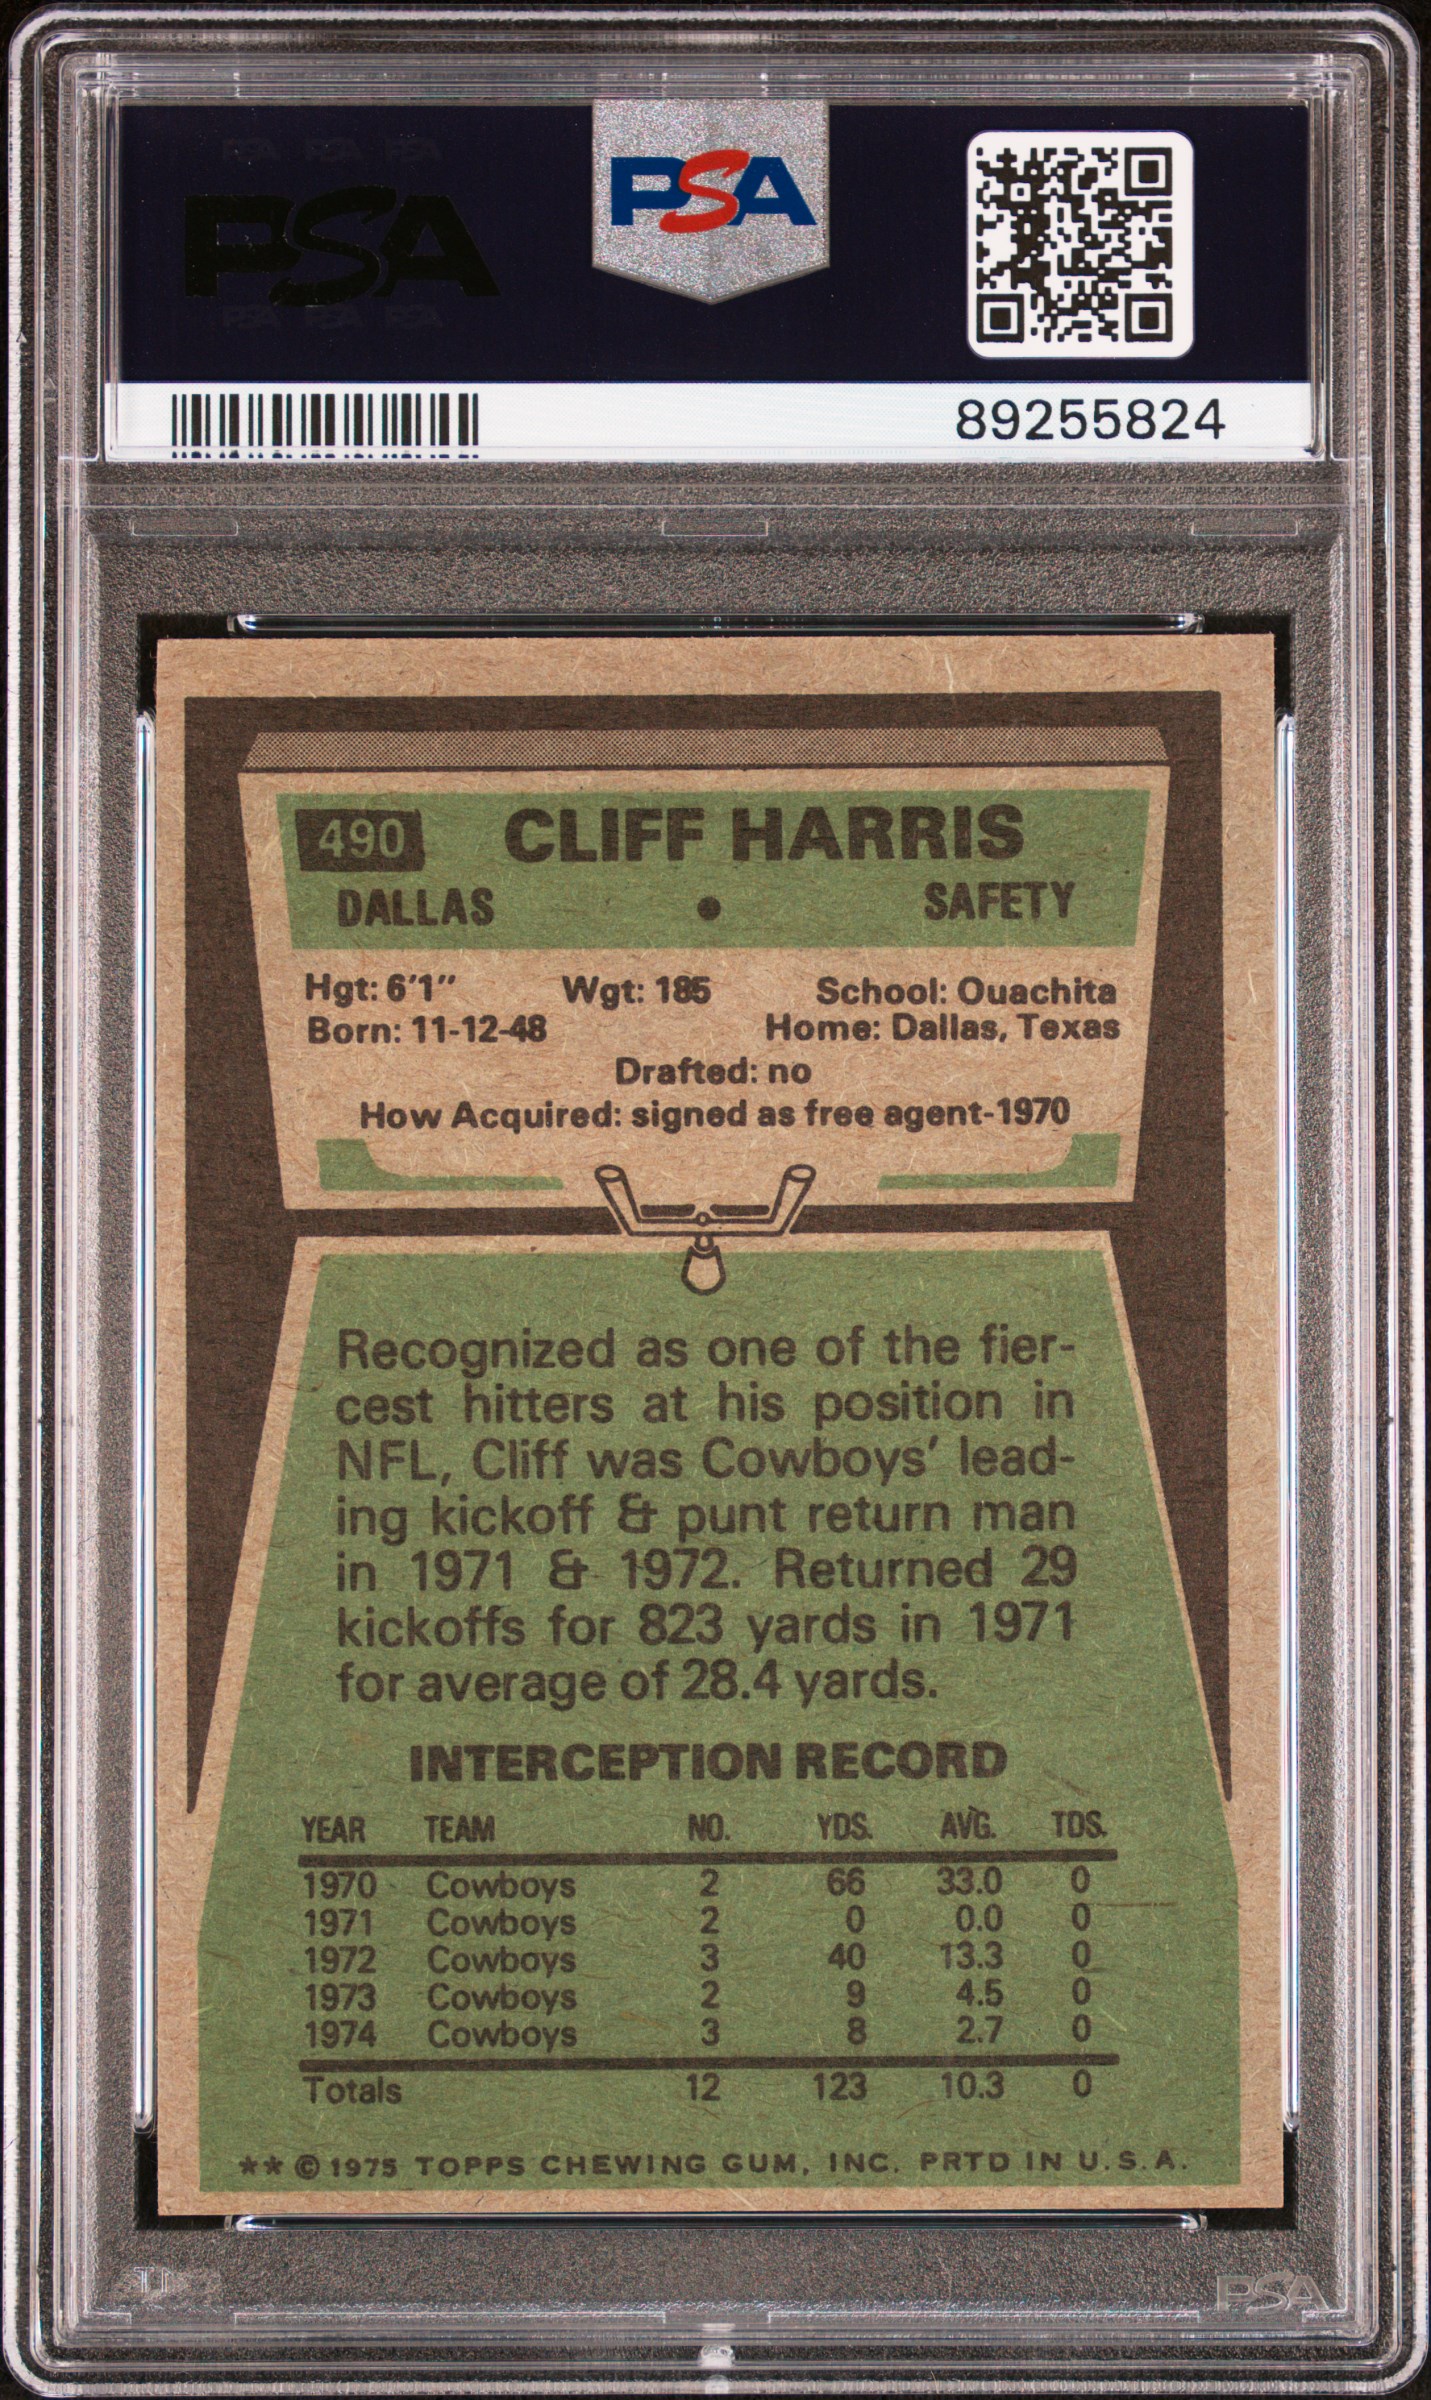 PSA PSA PSA
PSA
PSA
PSA PSA PSA
89255824
490 CLIFF HARRIS
DALLAS • SAFETY
Hgt: 6'1" Wgt: 185 School: Ouachita
Born: 11-12-48 Home: Dallas, Texas
Drafted: no
How Acquired: signed as free agent-1970
Recognized as one of the fier-
cest hitters at his position in
NFL, Cliff was Cowboys' lead-
ing kickoff & punt return man
in 1971 & 1972. Returned 29
kickoffs for 823 yards in 1971
for average of 28.4 yards.
INTERCEPTION RECORD
YEAR TEAM NO. YDS. AVG. TDS.
1970 Cowboys 2 66 33.0 0
1971 Cowboys 2 0 0.0 0
1972 Cowboys 3 40 13.3 0
1973 Cowboys 2 9 4.5 0
1974 Cowboys 3 8 2.7 0
Totals 12 123 10.3 0
** © 1975 TOPPS CHEWING GUM, INC. PRTD IN U.S.A.
PSA